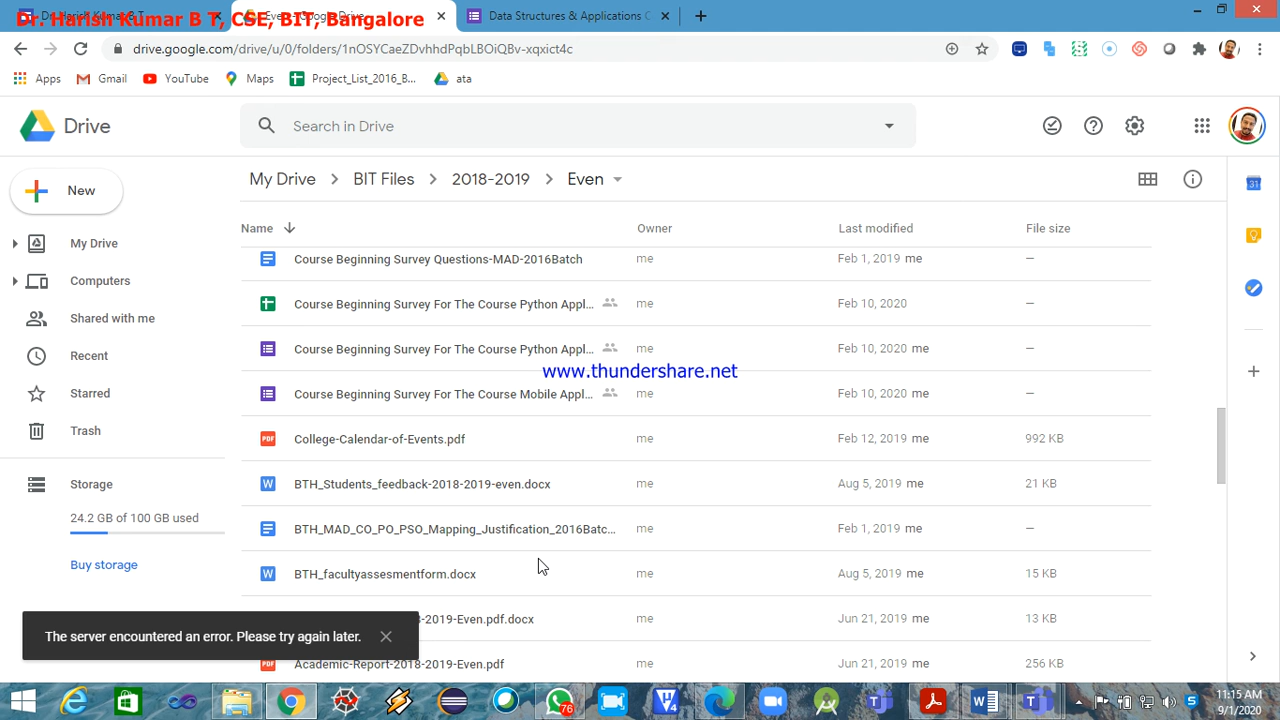 Dr. Harish Kumar B T, CSE, BIT, Bangalore
Data Structures & Applications C
drive.google.com/drive/u/0/folders/1nOSYCaeZDvhhdPqbLBOiQBv-xqxict4c
Apps
Gmail
YouTube
Maps
Project_List_2016_B...
ata
Drive
Search in Drive
New
My Drive
Computers
Shared with me
Recent
Starred
Trash
Storage
24.2 GB of 100 GB used
Buy storage
My Drive > BIT Files > 2018-2019 > Even
Name Owner Last modified File size
Course Beginning Survey Questions-MAD-2016Batch me Feb 1, 2019 me –
Course Beginning Survey For The Course Python Appl... me Feb 10, 2020 –
Course Beginning Survey For The Course Python Appl... me Feb 10, 2020 me –
www.thundershare.net
Course Beginning Survey For The Course Mobile Appl... me Feb 10, 2020 me –
College-Calendar-of-Events.pdf me Feb 12, 2019 me 992 KB
BTH_Students_feedback-2018-2019-even.docx me Aug 5, 2019 me 21 KB
BTH_MAD_CO_PO_PSO_Mapping_Justification_2016Batc... me Feb 1, 2019 me –
BTH_facultyassesmentform.docx me Aug 5, 2019 me 15 KB
-2019-Even.pdf.docx me Jun 21, 2019 me 13 KB
Academic-Report-2018-2019-Even.pdf me Jun 21, 2019 me 256 KB
The server encountered an error. Please try again later.
31
76
11:15 AM
9/1/2020